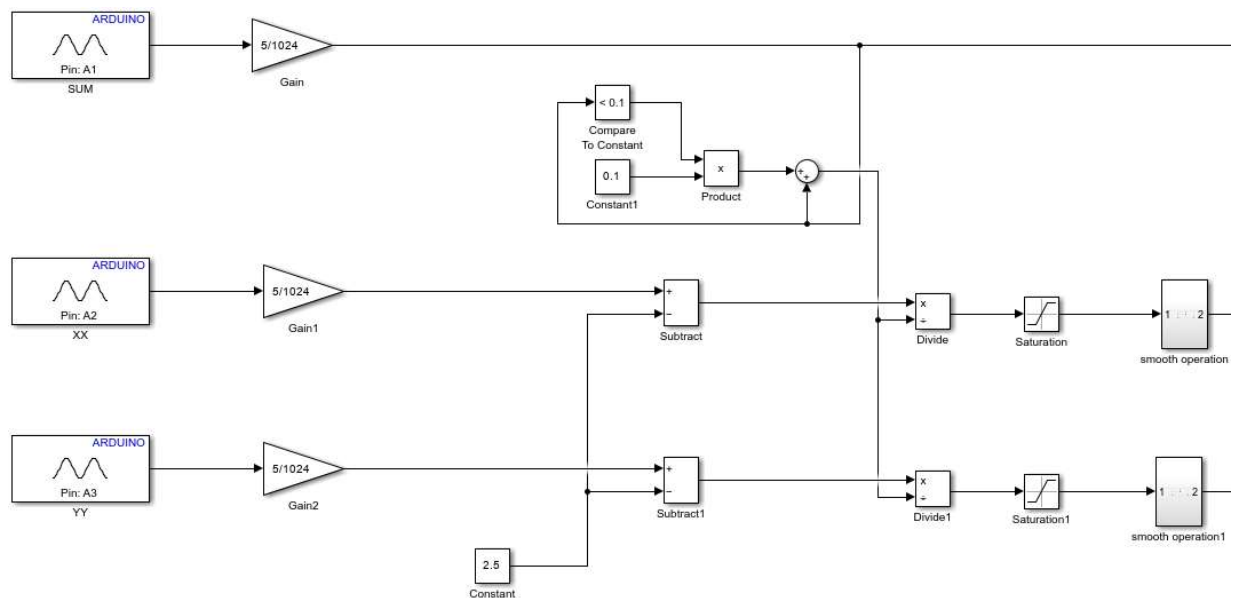 ARDUINO
Pin: A1
SUM
5/1024
Gain
< 0.1
Compare
To Constant
0.1
Constant1
x
Product
+
+
ARDUINO
Pin: A2
XX
5/1024
Gain1
+
−
Subtract
x
÷
Divide
Saturation
1
2
smooth operation
ARDUINO
Pin: A3
YY
5/1024
Gain2
+
−
Subtract1
x
÷
Divide1
Saturation1
1
2
smooth operation1
2.5
Constant